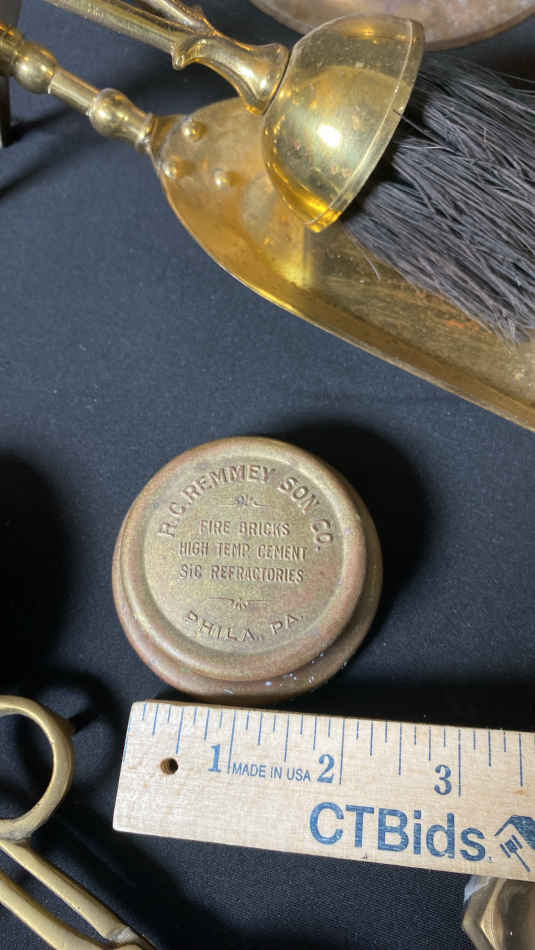 R.C. REMMEY SON CO.
FIRE BRICKS
HIGH TEMP. CEMENT
SiC REFRACTORIES
PHILA. PA.
1 MADE IN USA 2 3
CTBids.